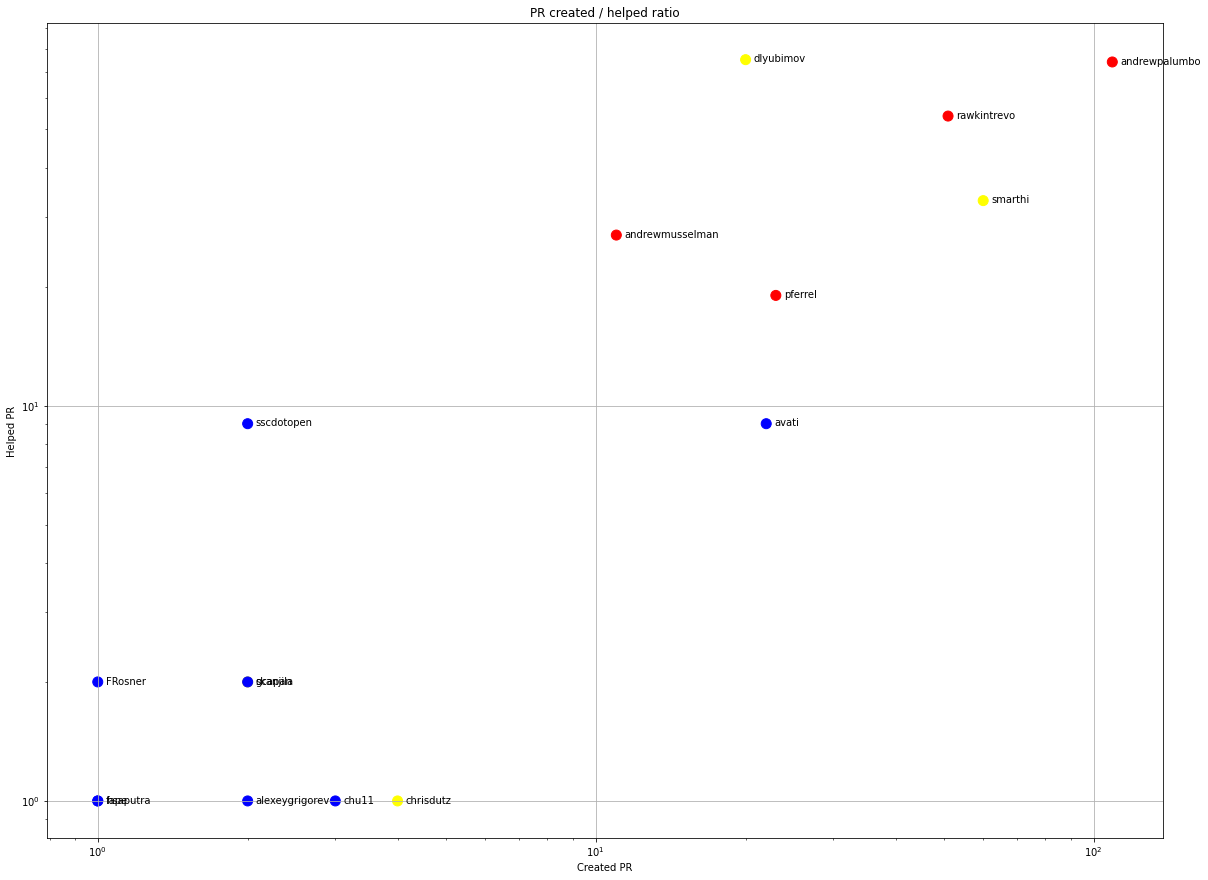 PR created / helped ratio
dlyubimov
andrewpalumbo
rawkintrevo
smarthi
andrewmusselman
pferrel
10¹
sscdotopen
avati
Helped PR
FRosner
10⁰
alexeygrigorev
chu11
chrisdutz
10⁰
10¹
10²
Created PR